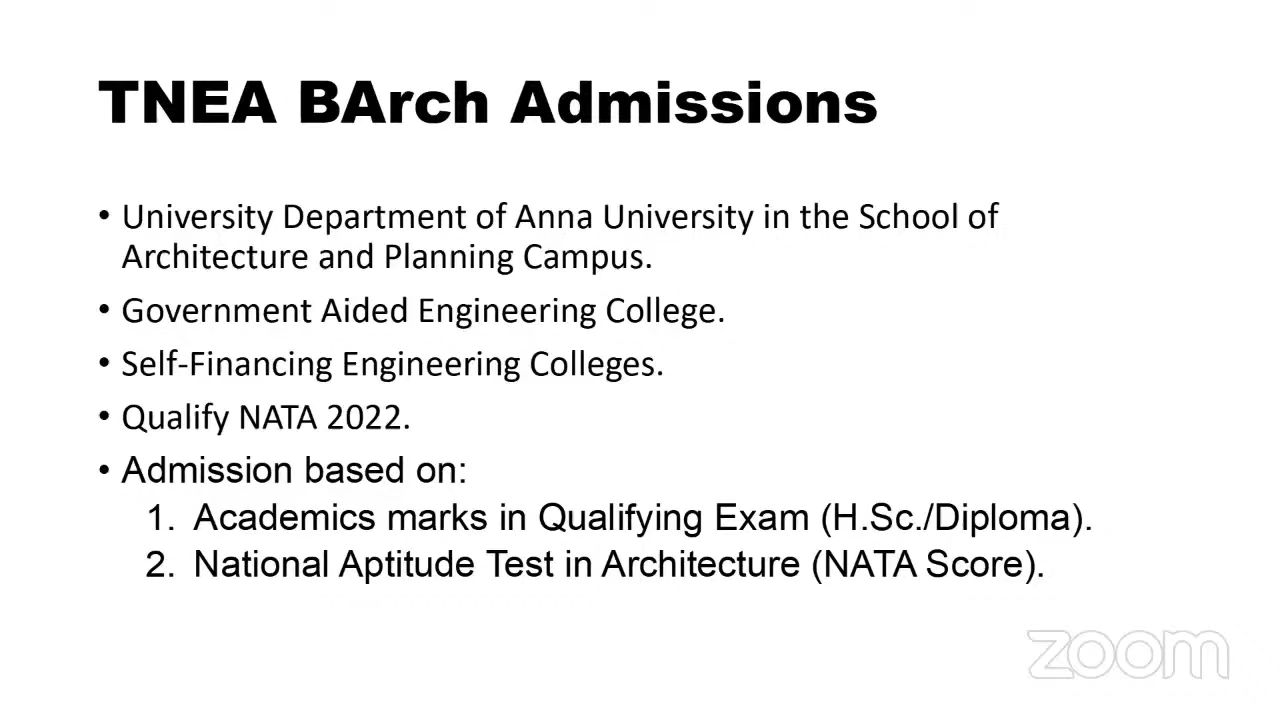 TNEA BArch Admissions
• University Department of Anna University in the School of
Architecture and Planning Campus.
• Government Aided Engineering College.
• Self-Financing Engineering Colleges.
• Qualify NATA 2022.
• Admission based on:
1. Academics marks in Qualifying Exam (H.Sc./Diploma).
2. National Aptitude Test in Architecture (NATA Score).
zoom